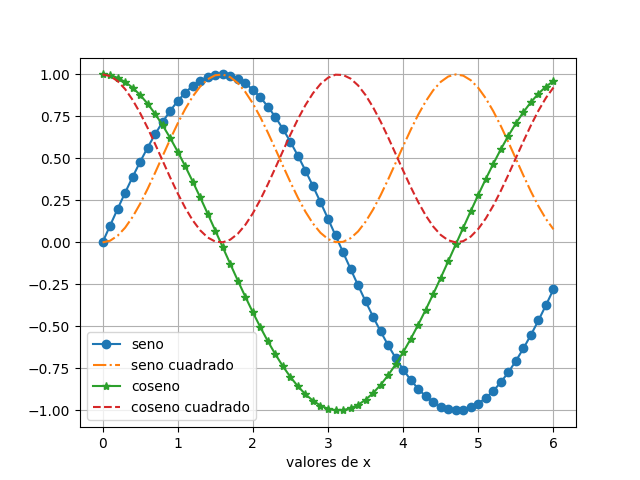 1.00
0.75
0.50
0.25
0.00
−0.25
−0.50
−0.75
−1.00
seno
seno cuadrado
coseno
coseno cuadrado
0 1 2 3 4 5 6
valores de x